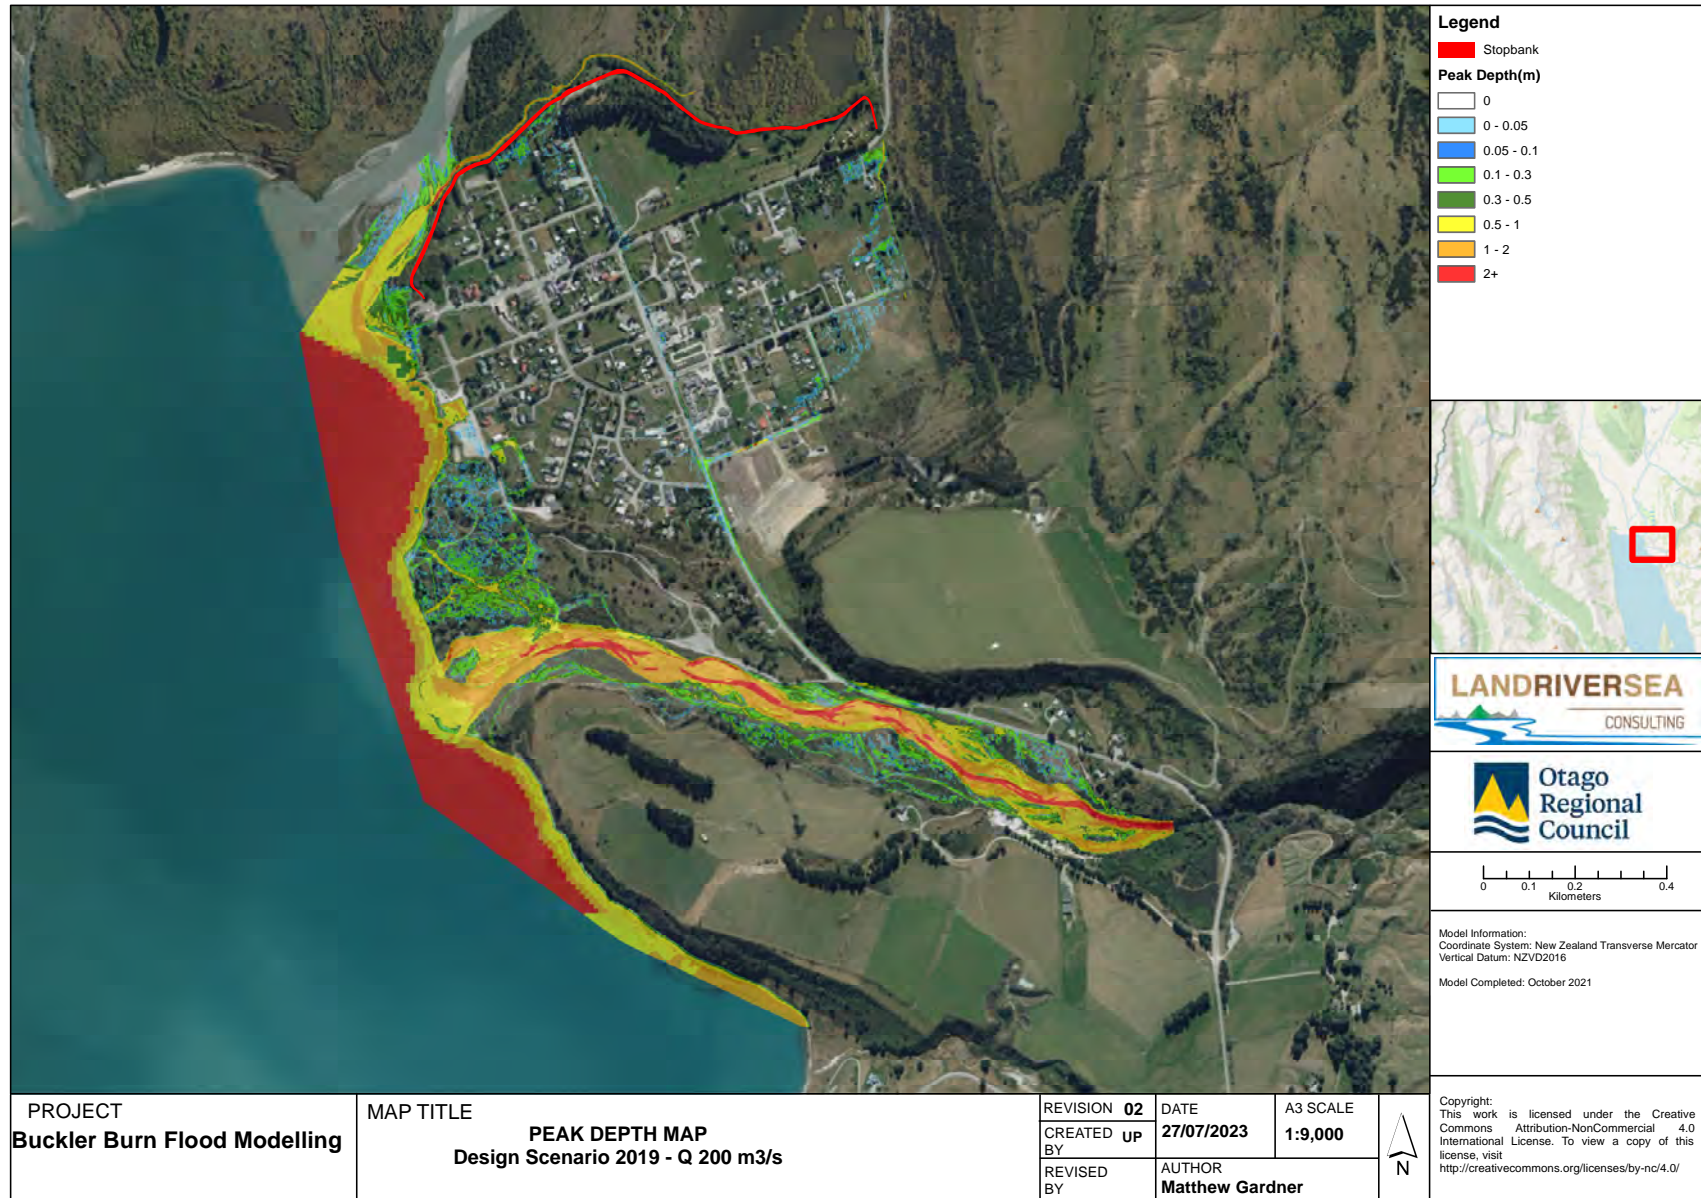 Legend
Stopbank
Peak Depth(m)
0
0 - 0.05
0.05 - 0.1
0.1 - 0.3
0.3 - 0.5
0.5 - 1
1 - 2
2+
LANDRIVERSEA
CONSULTING
Otago
Regional
Council
0 0.1 0.2 0.4
Kilometers
Model Information:
Coordinate System: New Zealand Transverse Mercator
Vertical Datum: NZVD2016
Model Completed: October 2021
Copyright:
This work is licensed under the Creative
Commons Attribution-NonCommercial 4.0
International License. To view a copy of this
license, visit
http://creativecommons.org/licenses/by-nc/4.0/
PROJECT
Buckler Burn Flood Modelling
MAP TITLE
PEAK DEPTH MAP
Design Scenario 2019 - Q 200 m3/s
REVISION 02
CREATED BY UP
REVISED BY
DATE
27/07/2023
A3 SCALE
1:9,000
AUTHOR
Matthew Gardner
N